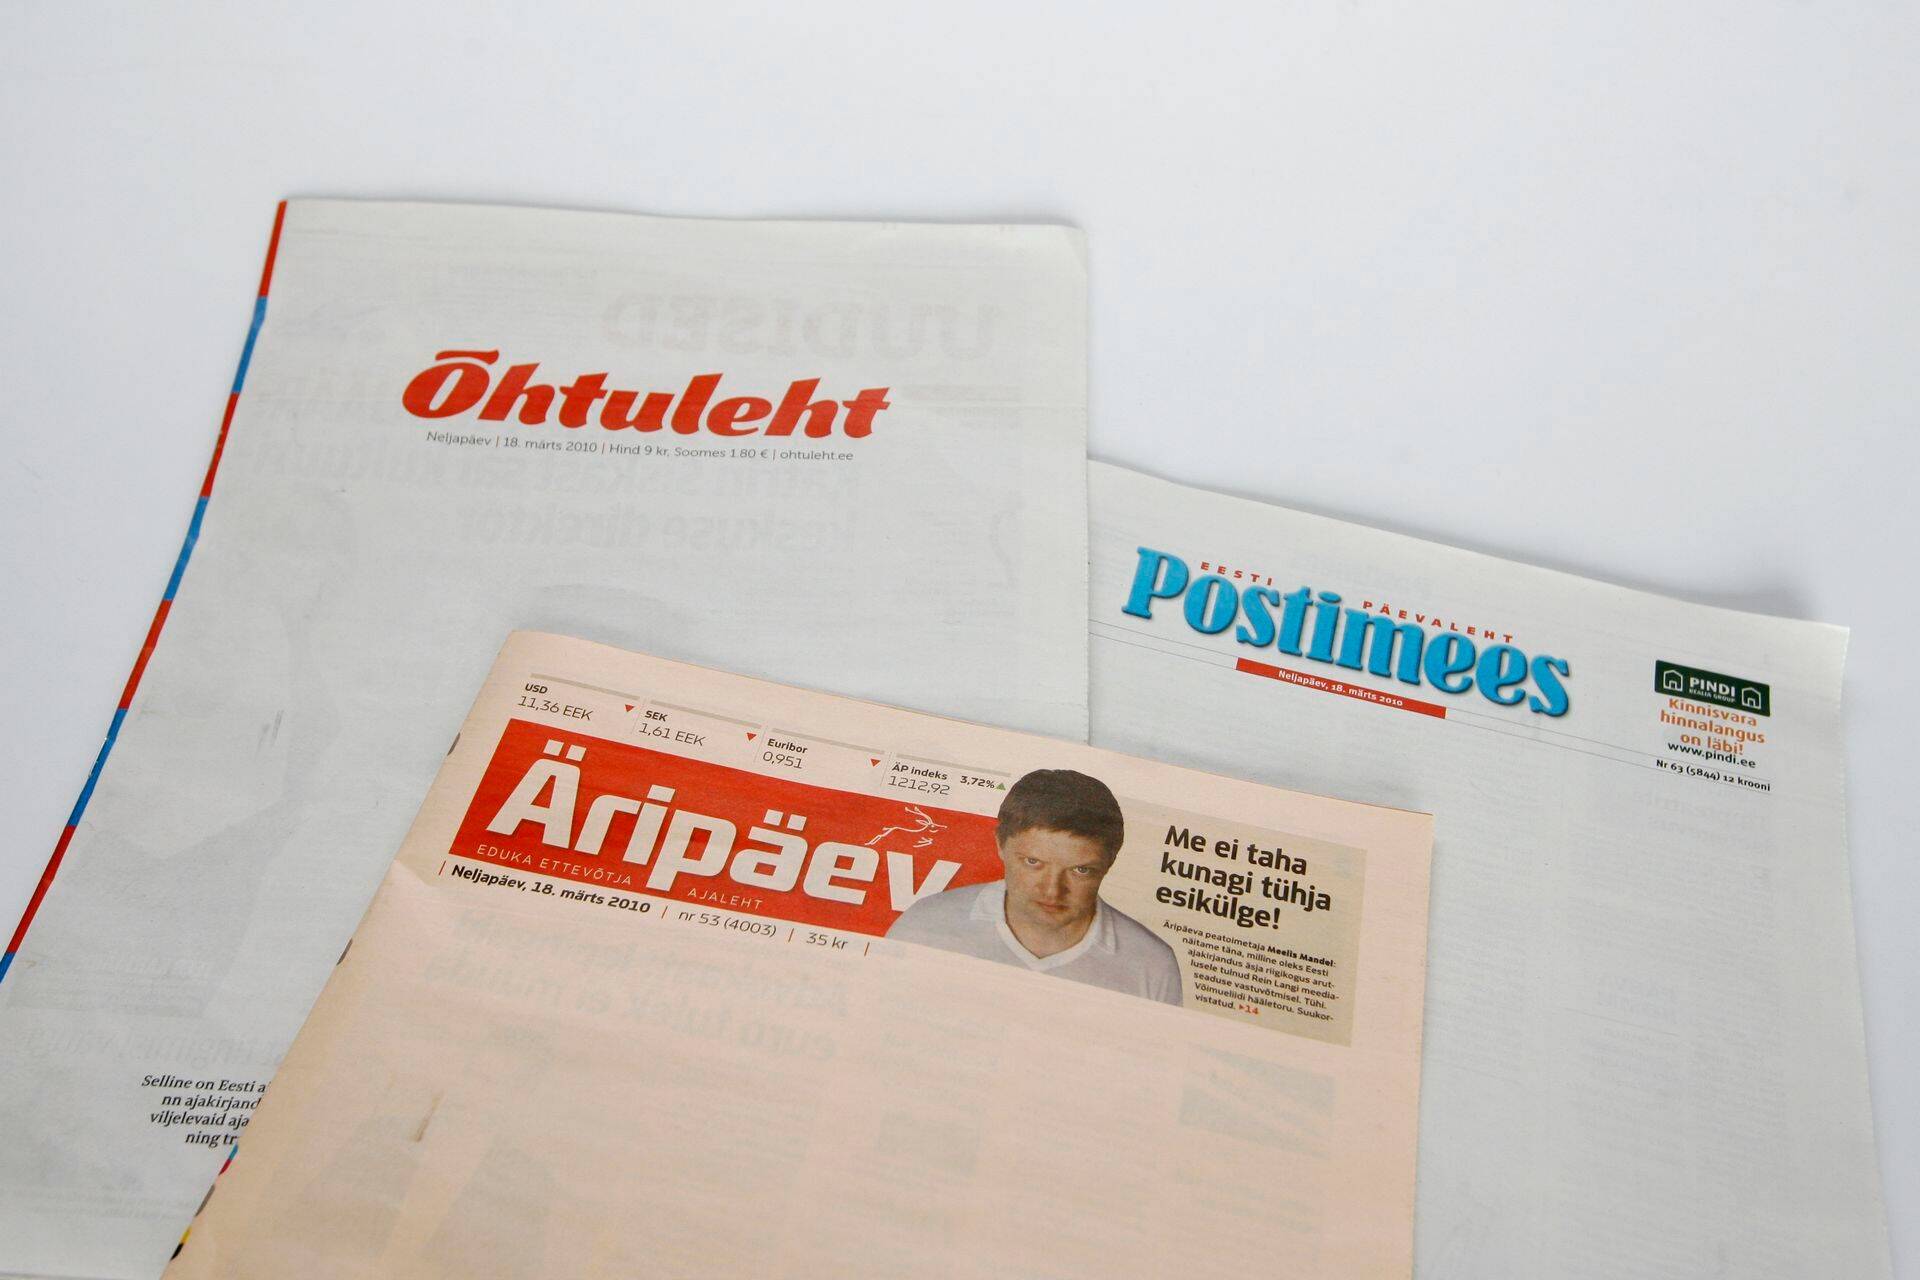 Õhtuleht
Neljapäev | 18. märts 2010 | Hind 9 kr, Soomes 1.80 € | ohtuleht.ee
Selline on Eesti
nn ajakirjand
viljelevaid aja
ning tr
EESTI PÄEVALEHT
Postimees
Neljapäev, 18. märts 2010
PINDI
REALIA GROUP
Kinnisvara
hinnalangus
on läbi!
www.pindi.ee
Nr 63 (5844) 12 krooni
USD
11,36 EEK
SEK
1,61 EEK
Euribor
0,951
ÄP indeks 3,72%
1212,92
Äripäev
EDUKA ETTEVÕTJA AJALEHT
| Neljapäev, 18. märts 2010 | nr 53 (4003) | 35 kr |
Me ei taha
kunagi tühja
esikülge!
Äripäeva peatoimetaja Meelis Mandel:
näitame täna, milline oleks Eesti
ajakirjandus äsja riigikogus arut-
lusele tulnud Rein Langi meedia-
seaduse vastuvõtmisel. Tühi.
Võimueliidi hääletoru. Suukor-
vistatud. ▸14